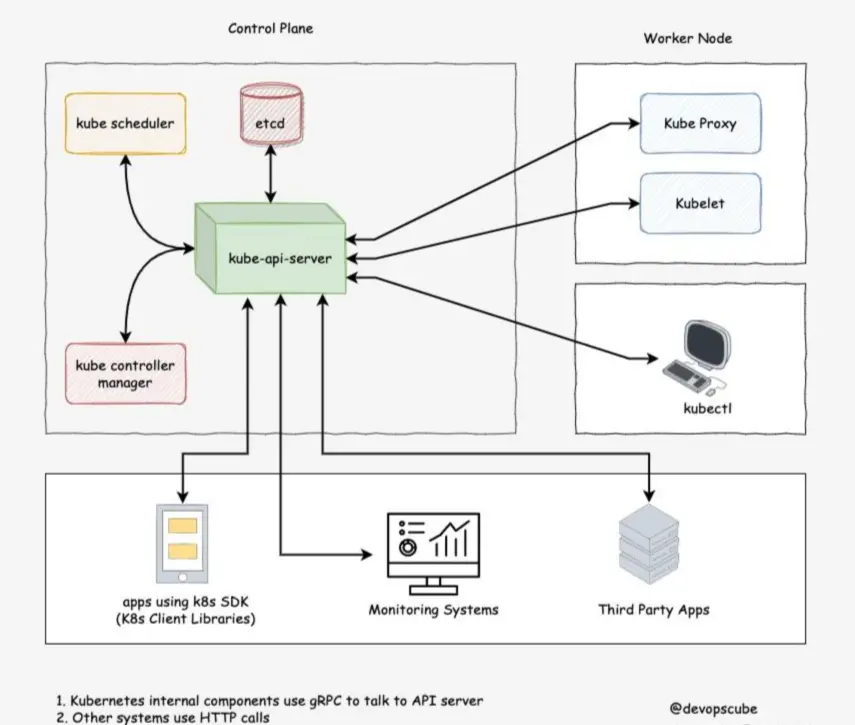 Control Plane
Worker Node
kube scheduler
etcd
Kube Proxy
Kubelet
kube-api-server
kube controller
manager
kubectl
apps using k8s SDK
(K8s Client Libraries)
Monitoring Systems
Third Party Apps
1. Kubernetes internal components use gRPC to talk to API server
2. Other systems use HTTP calls
@devopscube